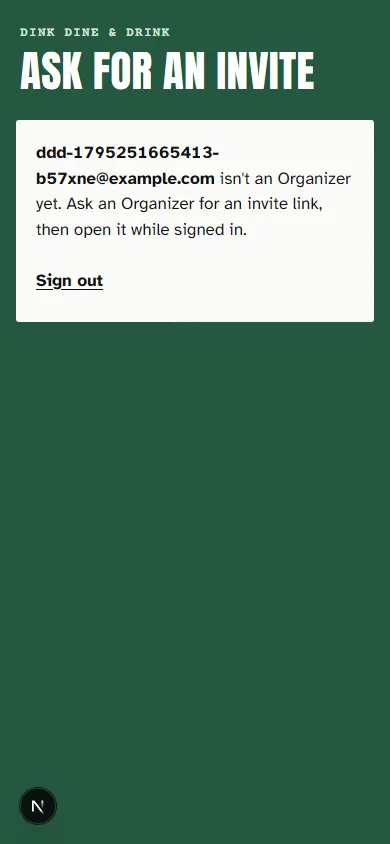 DINK DINE & DRINK
ASK FOR AN INVITE
ddd-1795251665413-
b57xne@example.com isn't an Organizer
yet. Ask an Organizer for an invite link,
then open it while signed in.
Sign out
N